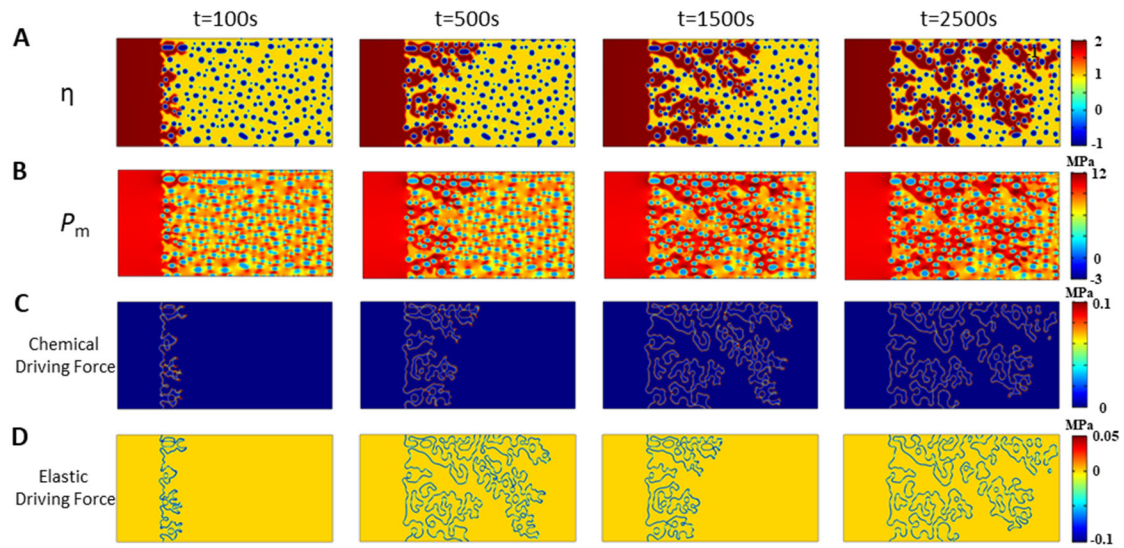 t=100s t=500s t=1500s t=2500s
A
η
2
1
0
-1
B
Pm
MPa
12
0
-3
C
Chemical
Driving Force
MPa
0.1
0
D
Elastic
Driving Force
MPa
0.05
0
-0.1